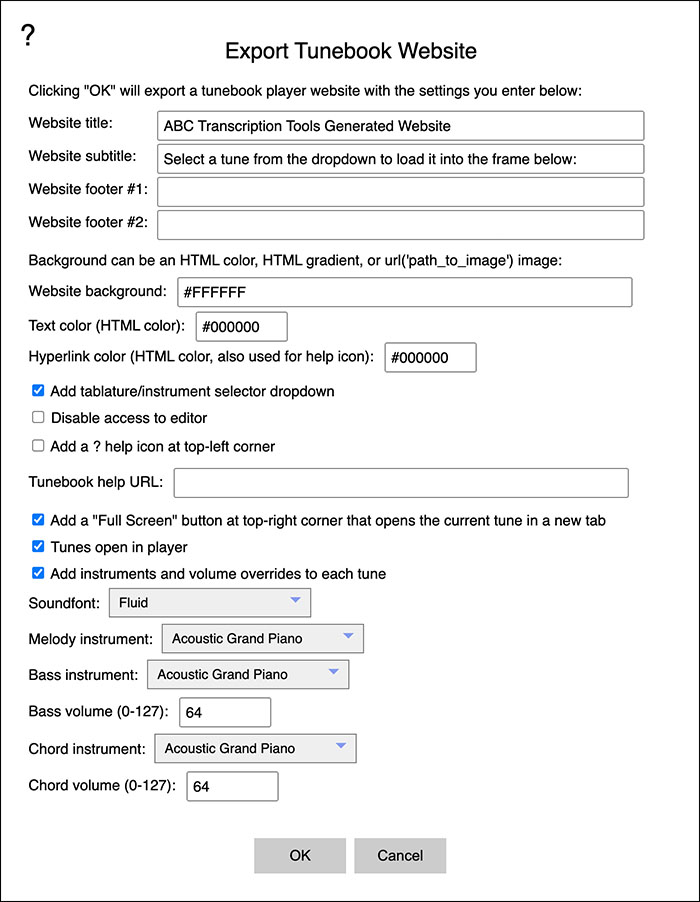 ?
Export Tunebook Website
Clicking "OK" will export a tunebook player website with the settings you enter below:
Website title: ABC Transcription Tools Generated Website
Website subtitle: Select a tune from the dropdown to load it into the frame below:
Website footer #1:
Website footer #2:
Background can be an HTML color, HTML gradient, or url('path_to_image') image:
Website background: #FFFFFF
Text color (HTML color): #000000
Hyperlink color (HTML color, also used for help icon): #000000
Add tablature/instrument selector dropdown
Disable access to editor
Add a ? help icon at top-left corner
Tunebook help URL:
Add a "Full Screen" button at top-right corner that opens the current tune in a new tab
Tunes open in player
Add instruments and volume overrides to each tune
Soundfont: Fluid
Melody instrument: Acoustic Grand Piano
Bass instrument: Acoustic Grand Piano
Bass volume (0-127): 64
Chord instrument: Acoustic Grand Piano
Chord volume (0-127): 64
OK Cancel